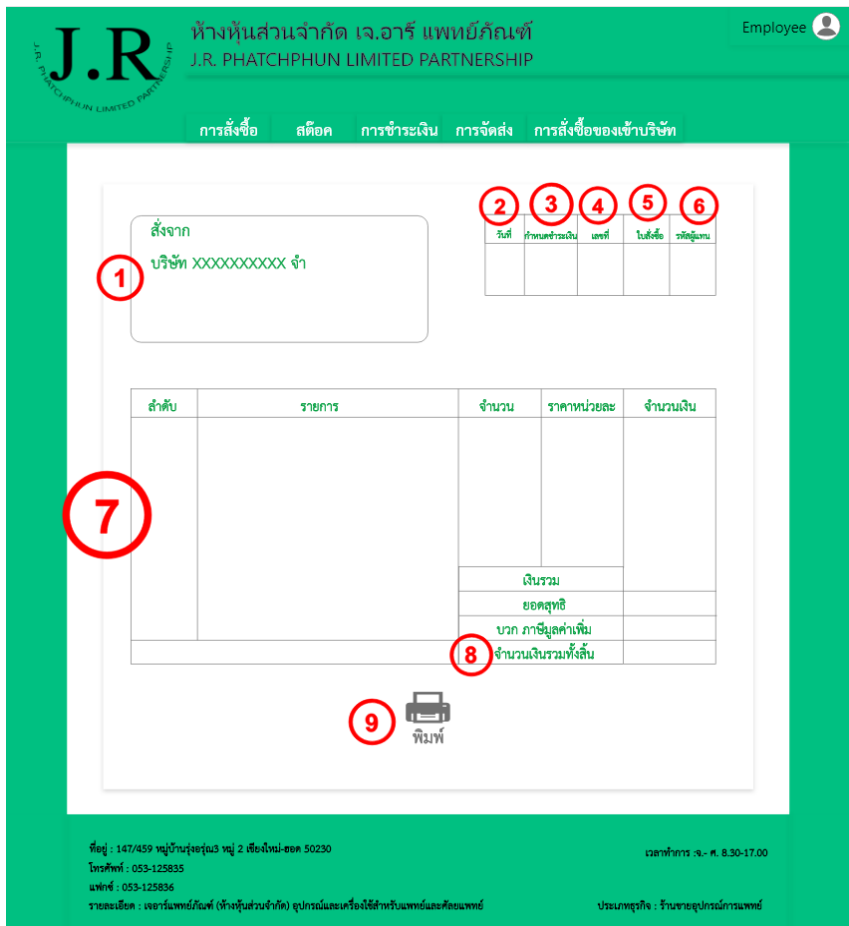 J.R
J.R. PHATCHPHUN LIMITED PARTNERSHIP
ห้างหุ้นส่วนจำกัด เจ.อาร์ แพทย์ภัณฑ์
J.R. PHATCHPHUN LIMITED PARTNERSHIP
Employee
การสั่งซื้อ สต๊อค การชำระเงิน การจัดส่ง การสั่งซื้อของเข้าบริษัท
2 3 4 5 6
สั่งจาก
วันที่ กำหนดชำระเงิน เลขที่ ใบสั่งซื้อ รหัสผู้แทน
1 บริษัท XXXXXXXXXX จำ
ลำดับ รายการ จำนวน ราคาหน่วยละ จำนวนเงิน
7
เงินรวม
ยอดสุทธิ
บวก ภาษีมูลค่าเพิ่ม
8 จำนวนเงินรวมทั้งสิ้น
9
พิมพ์
ที่อยู่ : 147/459 หมู่บ้านรุ่งอรุ่ณ3 หมู่ 2 เชียงใหม่-ฮอด 50230
เวลาทำการ :จ.- ศ. 8.30-17.00
โทรศัพท์ : 053-125835
แฟกซ์ : 053-125836
รายละเอียด : เจอาร์แพทย์ภัณฑ์ (ห้างหุ้นส่วนจำกัด) อุปกรณ์และเครื่องใช้สำหรับแพทย์และศัลยแพทย์
ประเภทธุรกิจ : ร้านขายอุปกรณ์การแพทย์